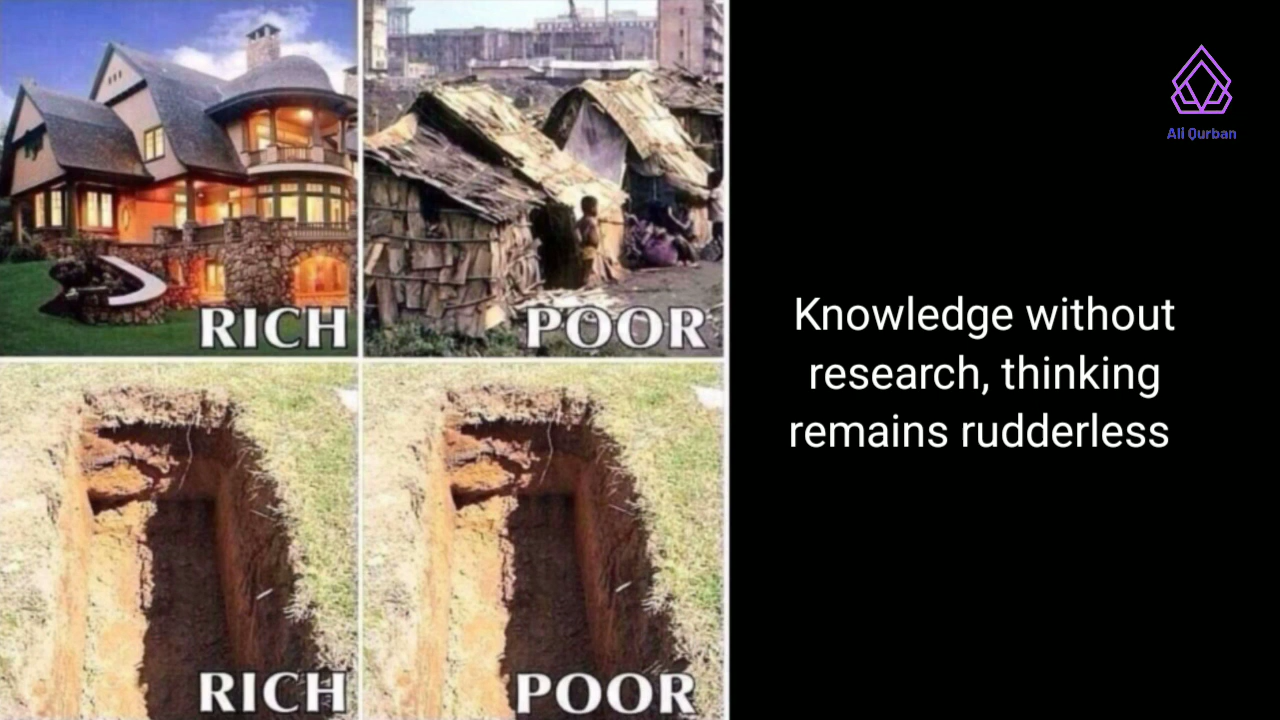 RICH
POOR
RICH
POOR
Ali Qurban
Knowledge without
research, thinking
remains rudderless